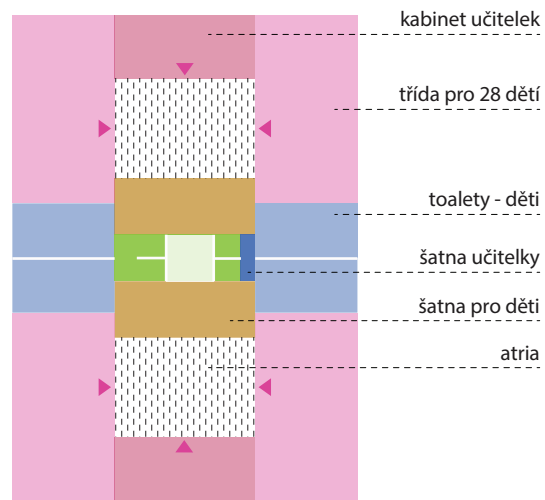 kabinet učitelek
třída pro 28 dětí
toalety - děti
šatna učitelky
šatna pro děti
atria